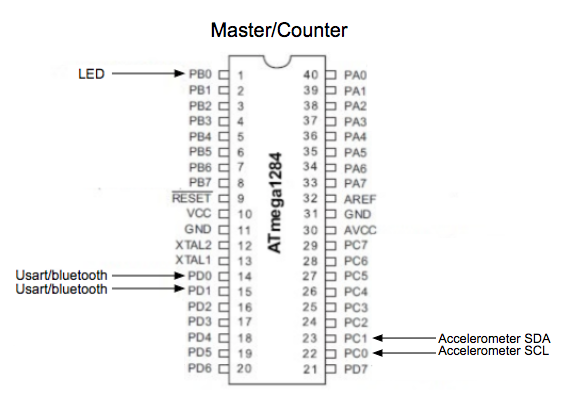 Master/Counter
LED PB0 1 40 PA0
PB1 2 39 PA1
PB2 3 38 PA2
PB3 4 37 PA3
PB4 5 36 PA4
PB5 6 35 PA5
PB6 7 34 PA6
PB7 8 33 PA7
RESET 9 32 AREF
VCC 10 31 GND
GND 11 30 AVCC
XTAL2 12 29 PC7
XTAL1 13 28 PC6
Usart/bluetooth PD0 14 27 PC5
Usart/bluetooth PD1 15 26 PC4
PD2 16 25 PC3
PD3 17 24 PC2
PD4 18 23 PC1 Accelerometer SDA
PD5 19 22 PC0 Accelerometer SCL
PD6 20 21 PD7
ATmega1284